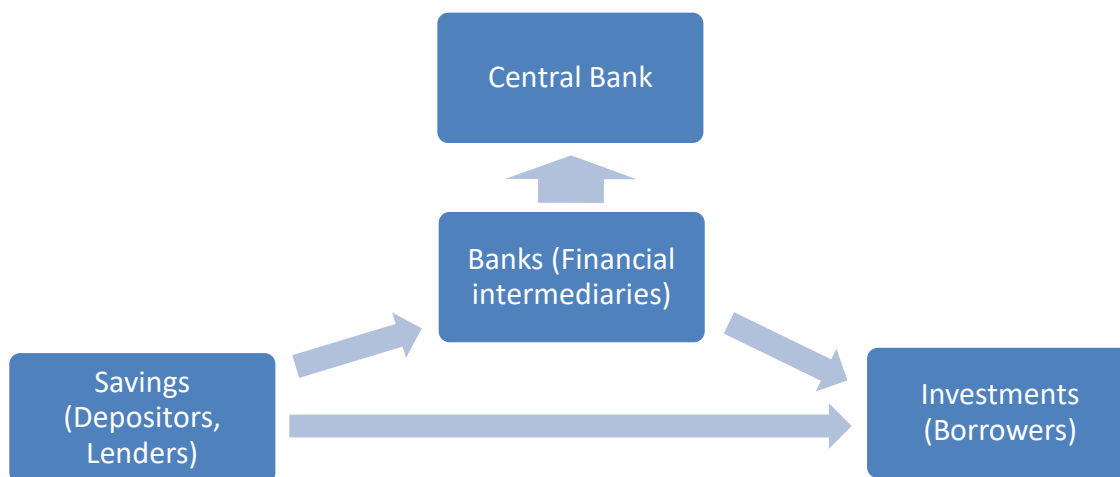 Central Bank
Banks (Financial
intermediaries)
Savings
(Depositors,
Lenders)
Investments
(Borrowers)